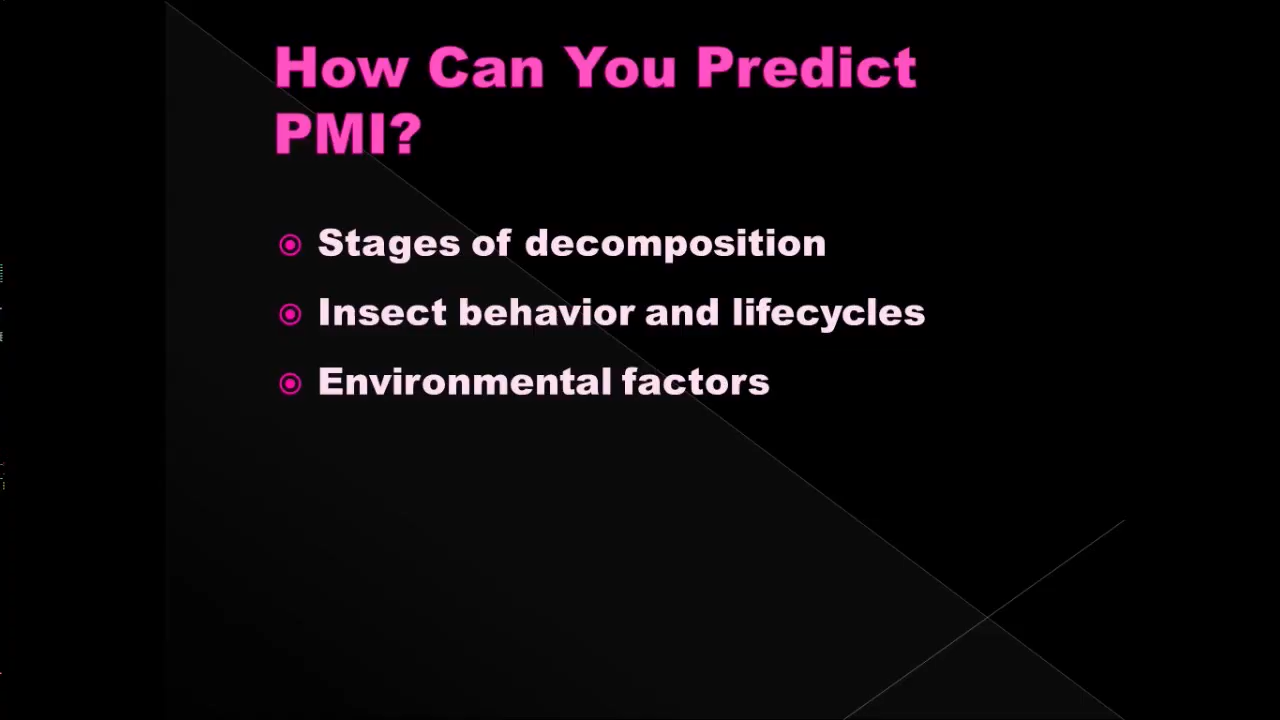 How Can You Predict
PMI?
Stages of decomposition
Insect behavior and lifecycles
Environmental factors